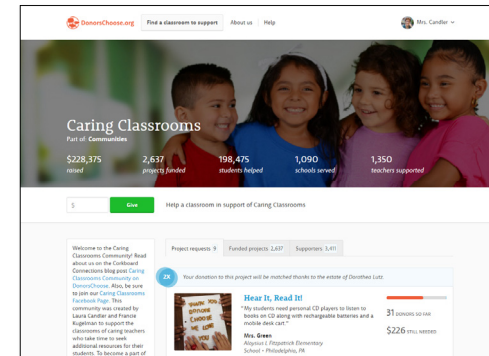 DonorsChoose.org
Find a classroom to support
About us
Help
Mrs. Candler
Caring Classrooms
Part of Communities
$228,375 2,637 198,475 1,090 1,350
raised projects funded students helped schools served teachers supported
$ Give Help a classroom in support of Caring Classrooms
Welcome to the Caring
Classrooms Community! Read
about us on the Corkboard
Connections blog post Caring
Classrooms Community on
DonorsChoose. Also, be sure
to join our Caring Classrooms
Facebook Page. This
community was created by
Laura Candler and Francie
Kugelman to support the
classrooms of caring teachers
who take time to seek
additional resources for their
students. To become a part of
Project requests 9 Funded projects 2,637 Supporters 3,411
2X Your donation to this project will be matched thanks to the estate of Dorothea Lutz.
THANK YOU
DONORS
CHOOSE
WE LOVE
YOU
Hear It, Read It!
"My students need personal CD players to listen to
books on CD along with rechargeable batteries and a
mobile desk cart."
Mrs. Green
Aloysius L Fitzpatrick Elementary
School • Philadelphia, PA
31 DONORS SO FAR
$226 STILL NEEDED